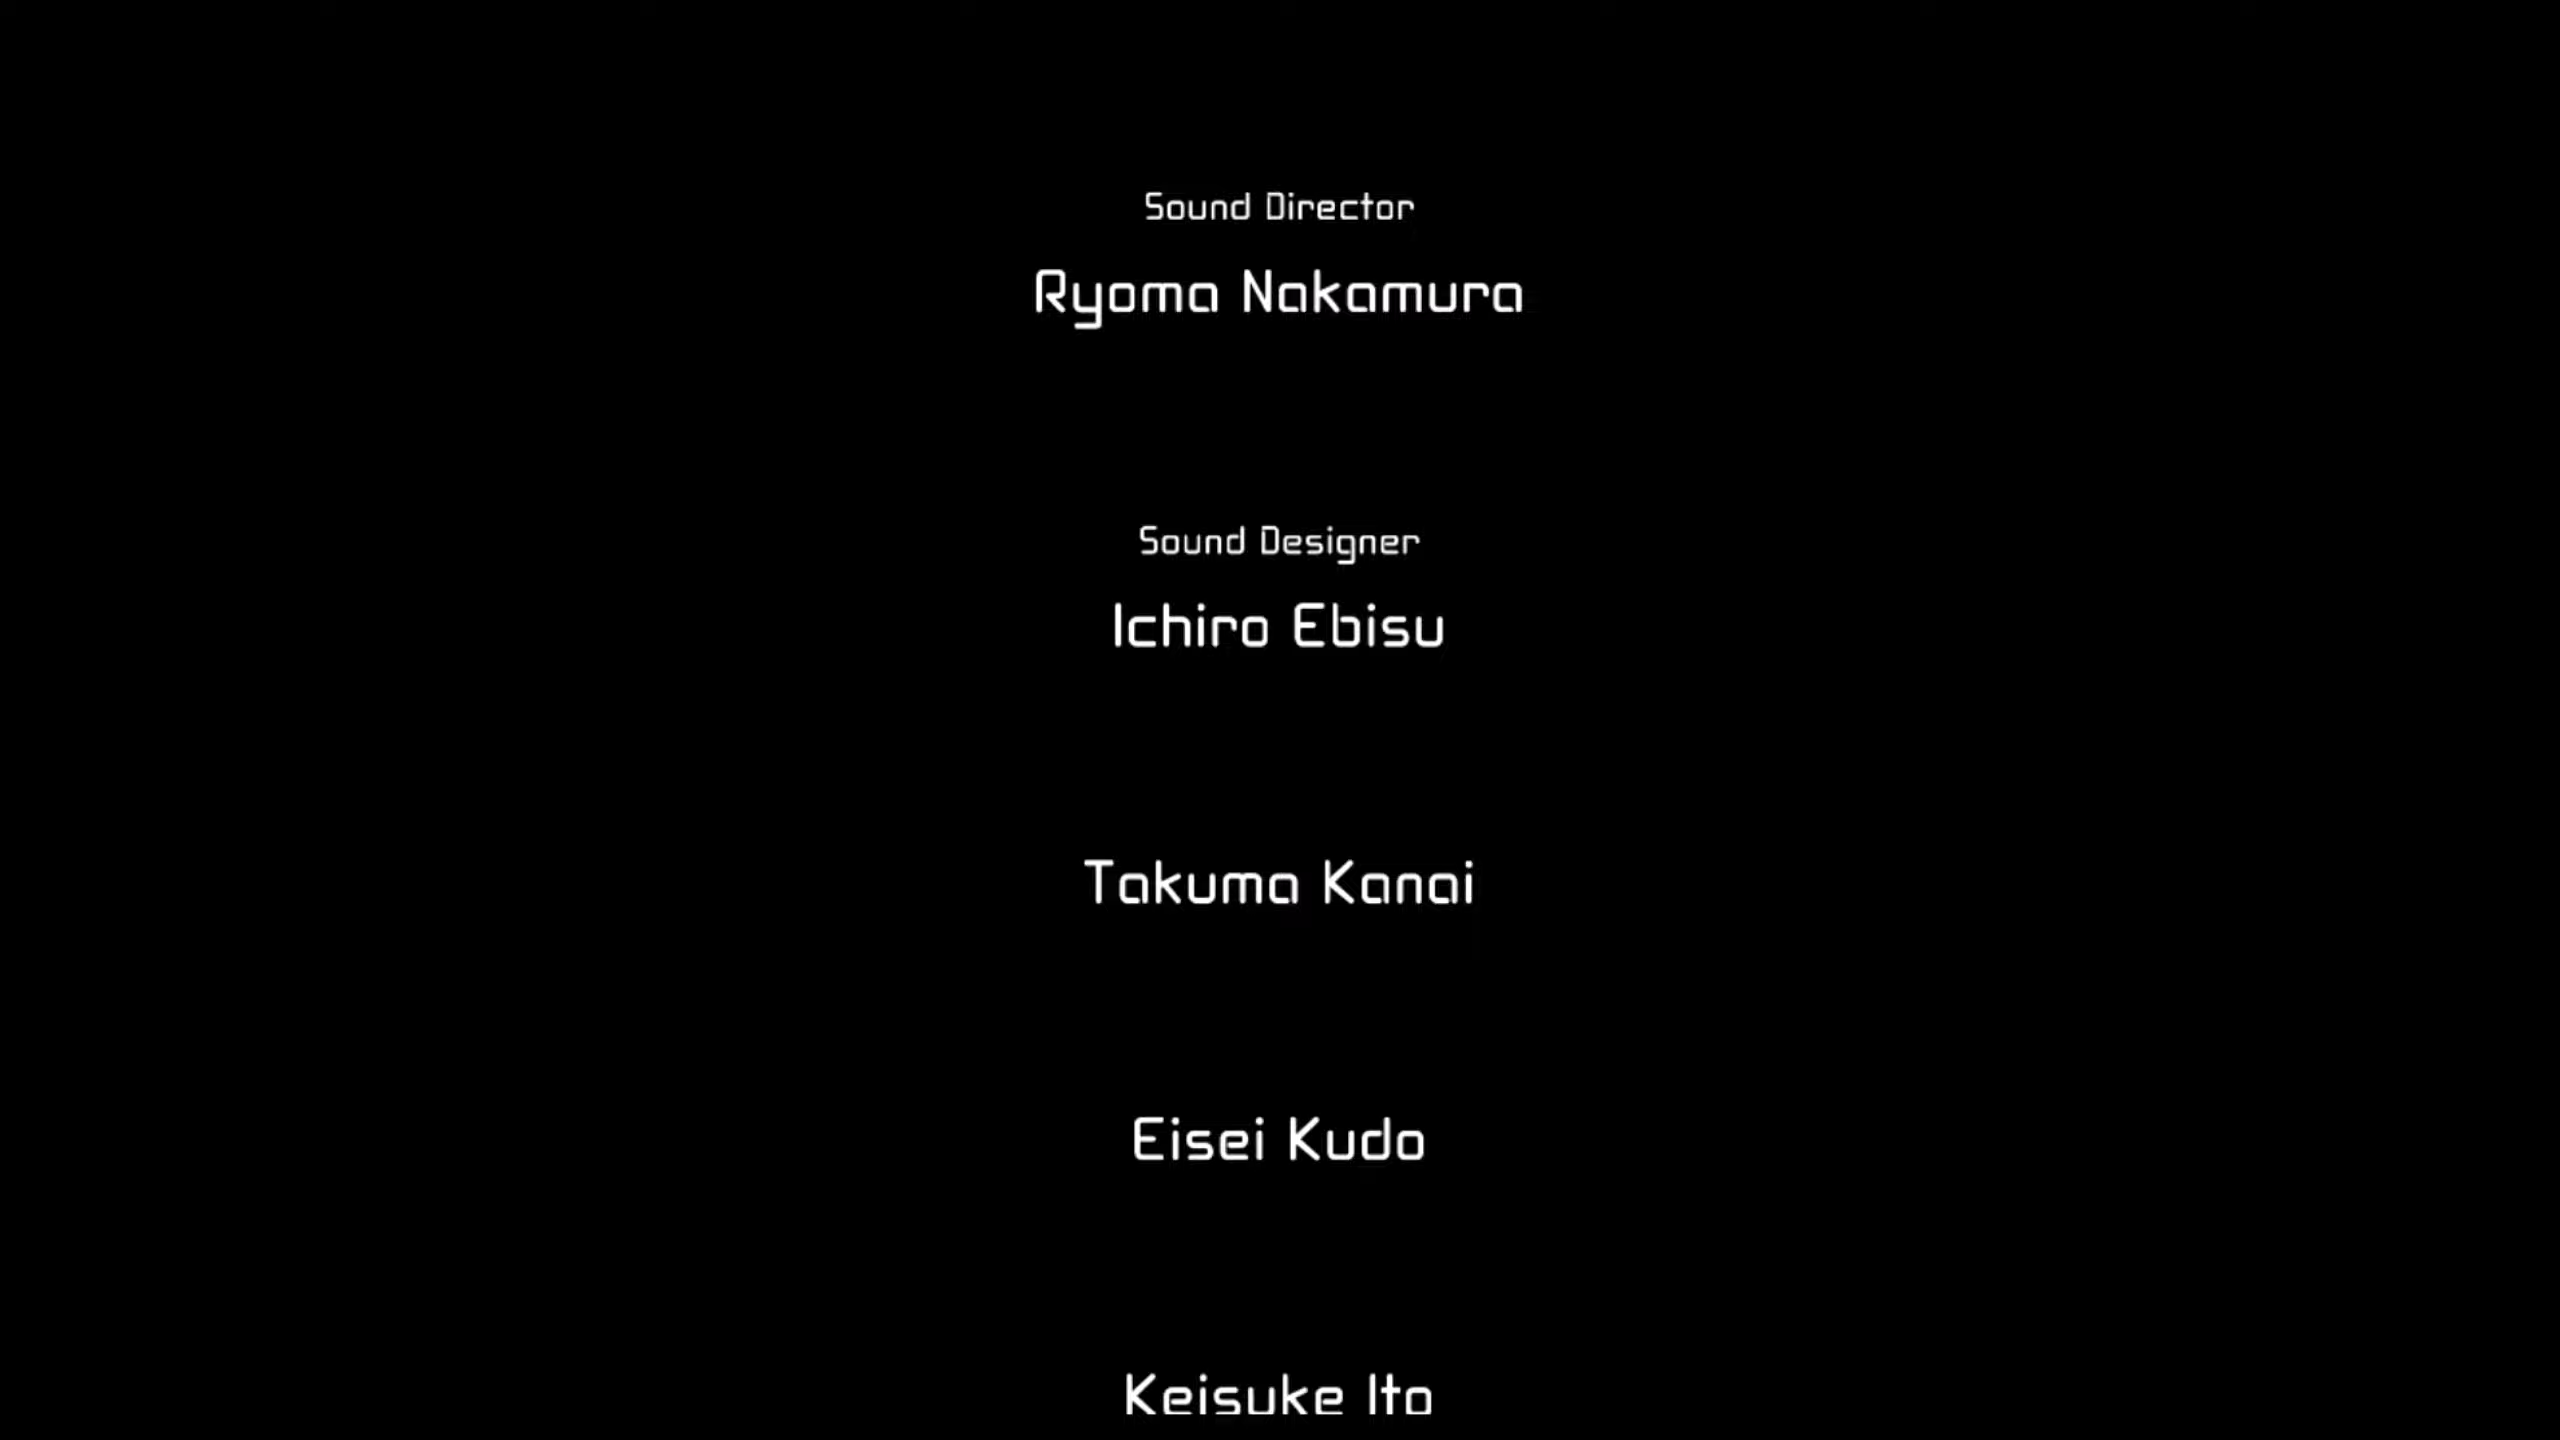 Sound Director
Ryoma Nakamura
Sound Designer
Ichiro Ebisu
Takuma Kanai
Eisei Kudo
Keisuke Ito